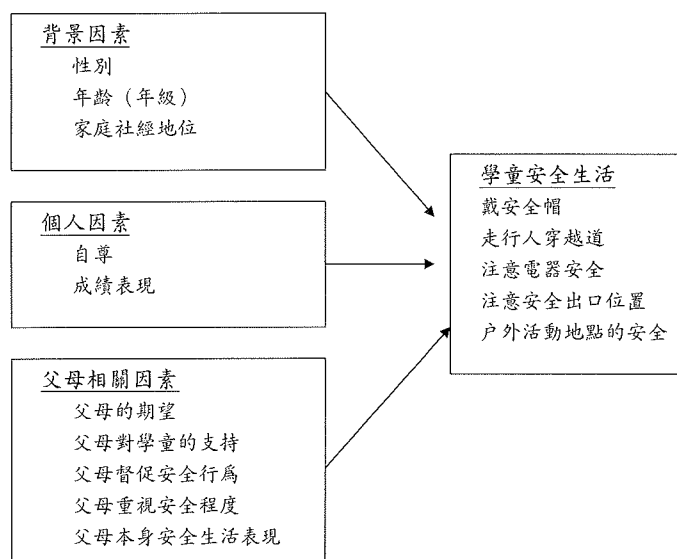 背景因素
性別
年齡（年級）
家庭社經地位
個人因素
自尊
成績表現
父母相關因素
父母的期望
父母對學童的支持
父母督促安全行為
父母重視安全程度
父母本身安全生活表現
學童安全生活
戴安全帽
走行人穿越道
注意電器安全
注意安全出口位置
戶外活動地點的安全